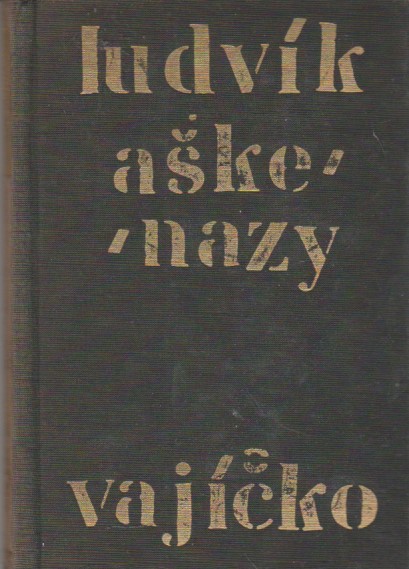 ludvík
aške-
-nazy
vajíčko